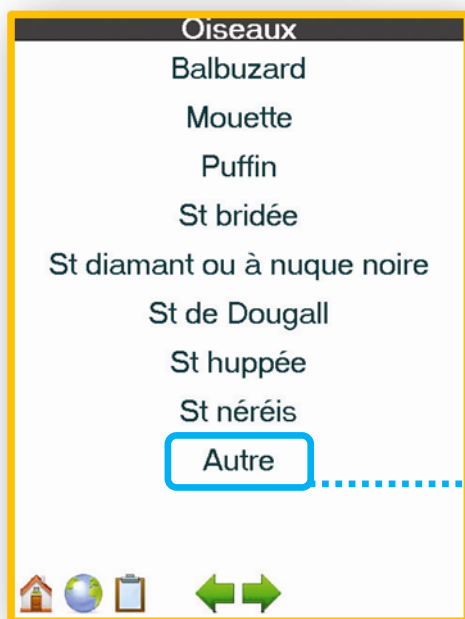 Oiseaux
Balbuzard
Mouette
Puffin
St bridée
St diamant ou à nuque noire
St de Dougall
St huppée
St néréis
Autre